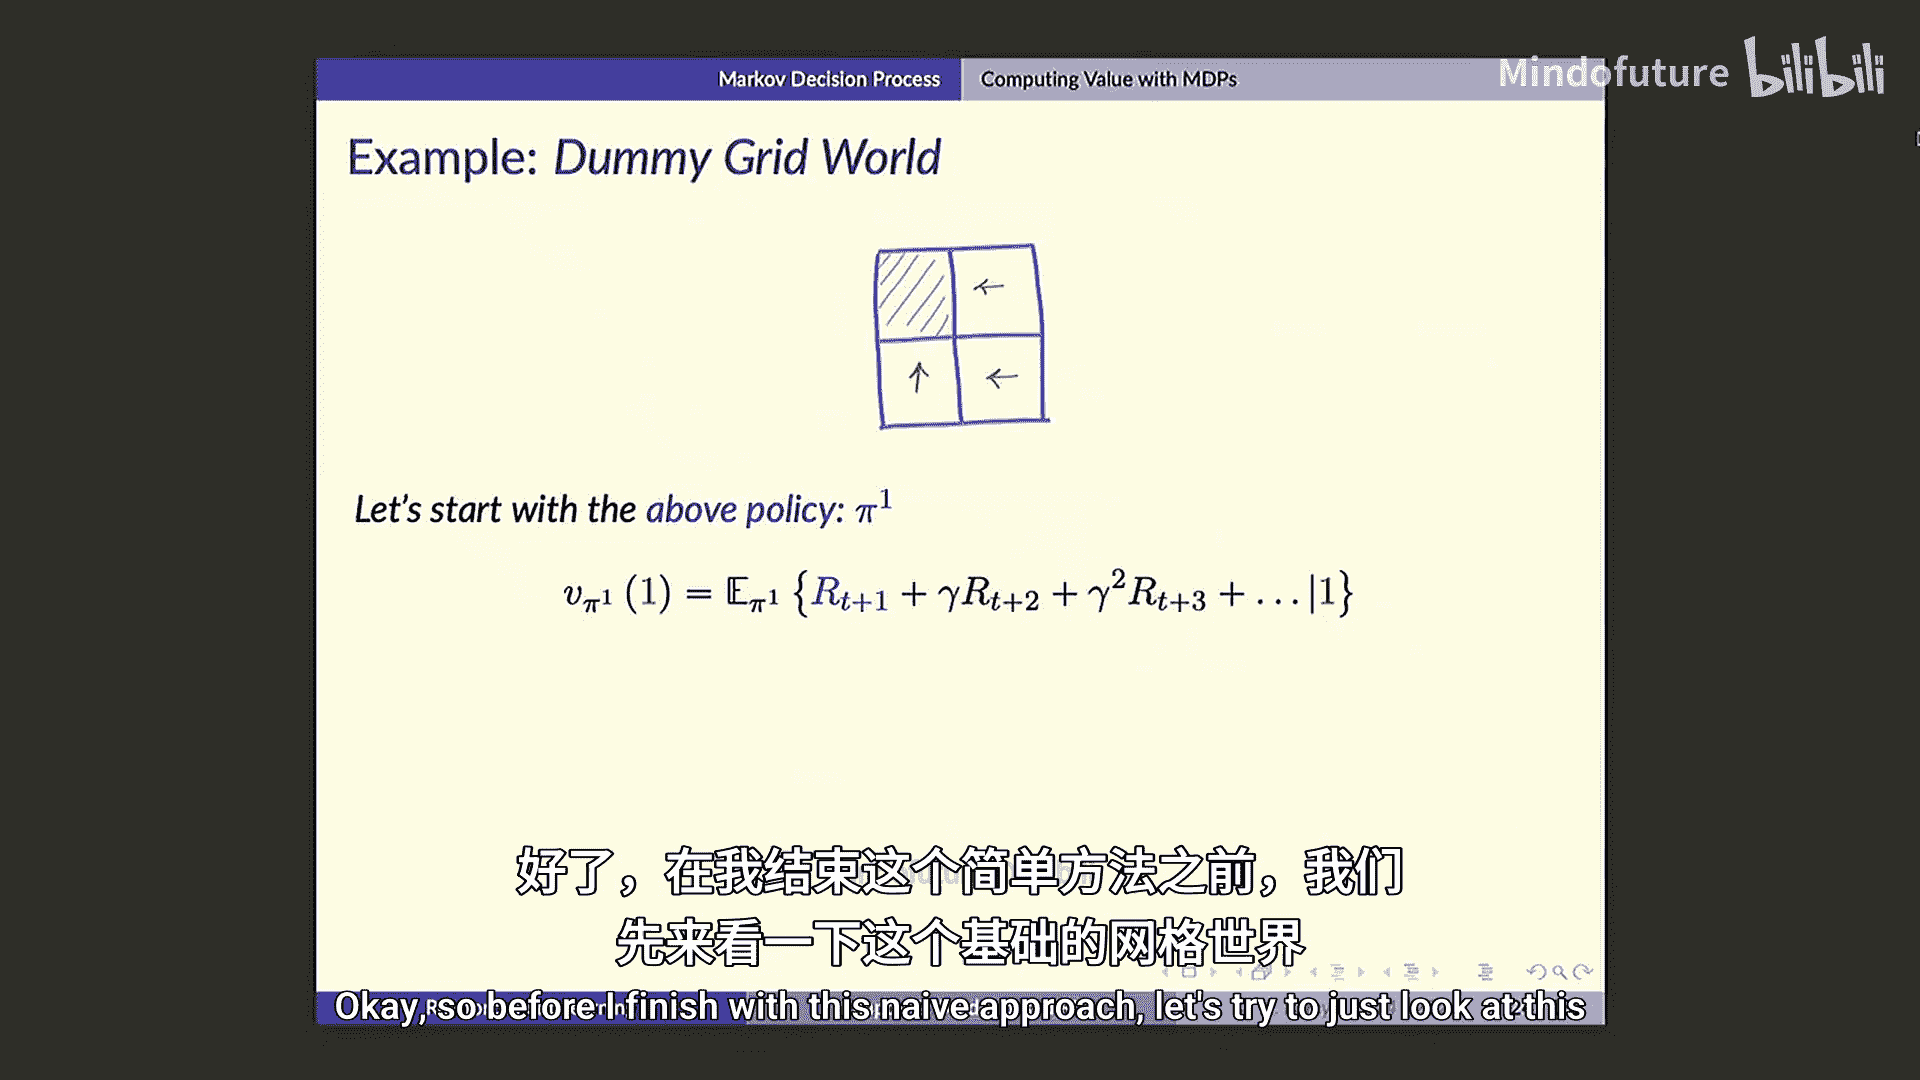 Markov Decision Process
Computing Value with MDPs
Mindofuture bilibili
Example: Dummy Grid World
←
↑ ←
Let's start with the above policy: π¹
v_{π¹}(1) = 𝔼_{π¹} {R_{t+1} + γR_{t+2} + γ²R_{t+3} + ... |1}
好了，在我结束这个简单方法之前，我们
先来看一下这个基础的网格世界
Okay, so before I finish with this naive approach, let's try to just look at this